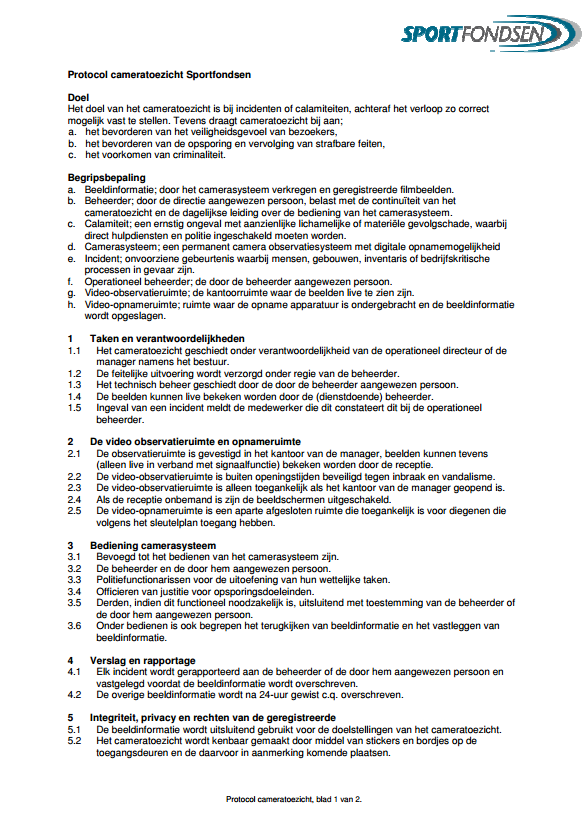 SPORTFONDSEN
Protocol cameratoezicht Sportfondsen
Doel
Het doel van het cameratoezicht is bij incidenten of calamiteiten, achteraf het verloop zo correct
mogelijk vast te stellen. Tevens draagt cameratoezicht bij aan;
a. het bevorderen van het veiligheidsgevoel van bezoekers,
b. het bevorderen van de opsporing en vervolging van strafbare feiten,
c. het voorkomen van criminaliteit.
Begripsbepaling
a. Beeldinformatie; door het camerasysteem verkregen en geregistreerde filmbeelden.
b. Beheerder; door de directie aangewezen persoon, belast met de continuïteit van het
cameratoezicht en de dagelijkse leiding over de bediening van het camerasysteem.
c. Calamiteit; een ernstig ongeval met aanzienlijke lichamelijke of materiële gevolgschade, waarbij
direct hulpdiensten en politie ingeschakeld moeten worden.
d. Camerasysteem; een permanent camera observatiesysteem met digitale opnamemogelijkheid
e. Incident; onvoorziene gebeurtenis waarbij mensen, gebouwen, inventaris of bedrijfskritische
processen in gevaar zijn.
f. Operationeel beheerder; de door de beheerder aangewezen persoon.
g. Video-observatieruimte; de kantoorruimte waar de beelden live te zien zijn.
h. Video-opnameruimte; ruimte waar de opname apparatuur is ondergebracht en de beeldinformatie
wordt opgeslagen.
1 Taken en verantwoordelijkheden
1.1 Het cameratoezicht geschiedt onder verantwoordelijkheid van de operationeel directeur of de
manager namens het bestuur.
1.2 De feitelijke uitvoering wordt verzorgd onder regie van de beheerder.
1.3 Het technisch beheer geschiedt door de door de beheerder aangewezen persoon.
1.4 De beelden kunnen live bekeken worden door de (dienstdoende) beheerder.
1.5 Ingeval van een incident meldt de medewerker die dit constateert dit bij de operationeel
beheerder.
2 De video observatieruimte en opnameruimte
2.1 De observatieruimte is gevestigd in het kantoor van de manager, beelden kunnen tevens
(alleen live in verband met signaalfunctie) bekeken worden door de receptie.
2.2 De video-observatieruimte is buiten openingstijden beveiligd tegen inbraak en vandalisme.
2.3 De video-observatieruimte is alleen toegankelijk als het kantoor van de manager geopend is.
2.4 Als de receptie onbemand is zijn de beeldschermen uitgeschakeld.
2.5 De video-opnameruimte is een aparte afgesloten ruimte die toegankelijk is voor diegenen die
volgens het sleutelplan toegang hebben.
3 Bediening camerasysteem
3.1 Bevoegd tot het bedienen van het camerasysteem zijn.
3.2 De beheerder en de door hem aangewezen persoon.
3.3 Politiefunctionarissen voor de uitoefening van hun wettelijke taken.
3.4 Officieren van justitie voor opsporingsdoeleinden.
3.5 Derden, indien dit functioneel noodzakelijk is, uitsluitend met toestemming van de beheerder of
de door hem aangewezen persoon.
3.6 Onder bedienen is ook begrepen het terugkijken van beeldinformatie en het vastleggen van
beeldinformatie.
4 Verslag en rapportage
4.1 Elk incident wordt gerapporteerd aan de beheerder of de door hem aangewezen persoon en
vastgelegd voordat de beeldinformatie wordt overschreven.
4.2 De overige beeldinformatie wordt na 24-uur gewist c.q. overschreven.
5 Integriteit, privacy en rechten van de geregistreerde
5.1 De beeldinformatie wordt uitsluitend gebruikt voor de doelstellingen van het cameratoezicht.
5.2 Het cameratoezicht wordt kenbaar gemaakt door middel van stickers en bordjes op de
toegangsdeuren en de daarvoor in aanmerking komende plaatsen.
Protocol cameratoezicht, blad 1 van 2.